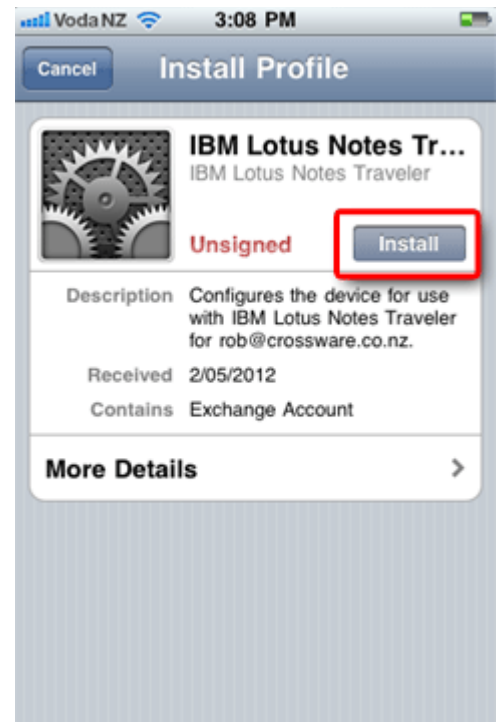 Voda NZ 3:08 PM
Cancel Install Profile
IBM Lotus Notes Tr...
IBM Lotus Notes Traveler
Unsigned Install
Description Configures the device for use
with IBM Lotus Notes Traveler
for rob@crossware.co.nz.
Received 2/05/2012
Contains Exchange Account
More Details